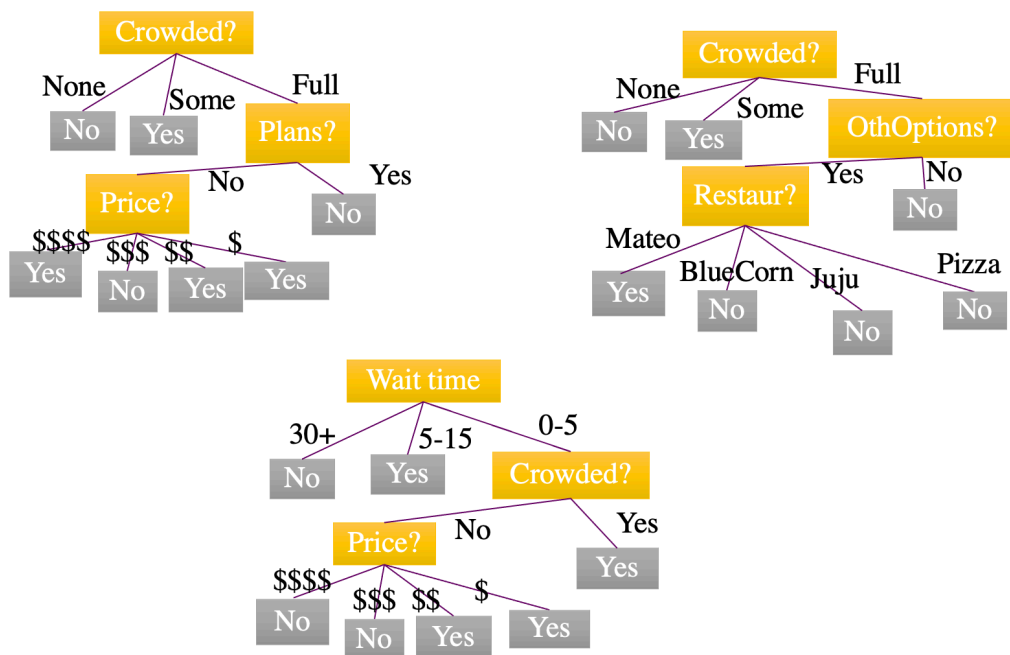 Crowded?
None
Some
Full
No
Yes
Plans?
No
Yes
Price?
No
$$$$
$$$
$$
$
Yes
No
Yes
Yes
Crowded?
None
Some
Full
No
Yes
OthOptions?
Yes
No
Restaur?
No
Mateo
BlueCorn
Juju
Pizza
Yes
No
No
No
Wait time
30+
5-15
0-5
No
Yes
Crowded?
No
Yes
Price?
Yes
$$$$
$$$
$$
$
No
No
Yes
Yes